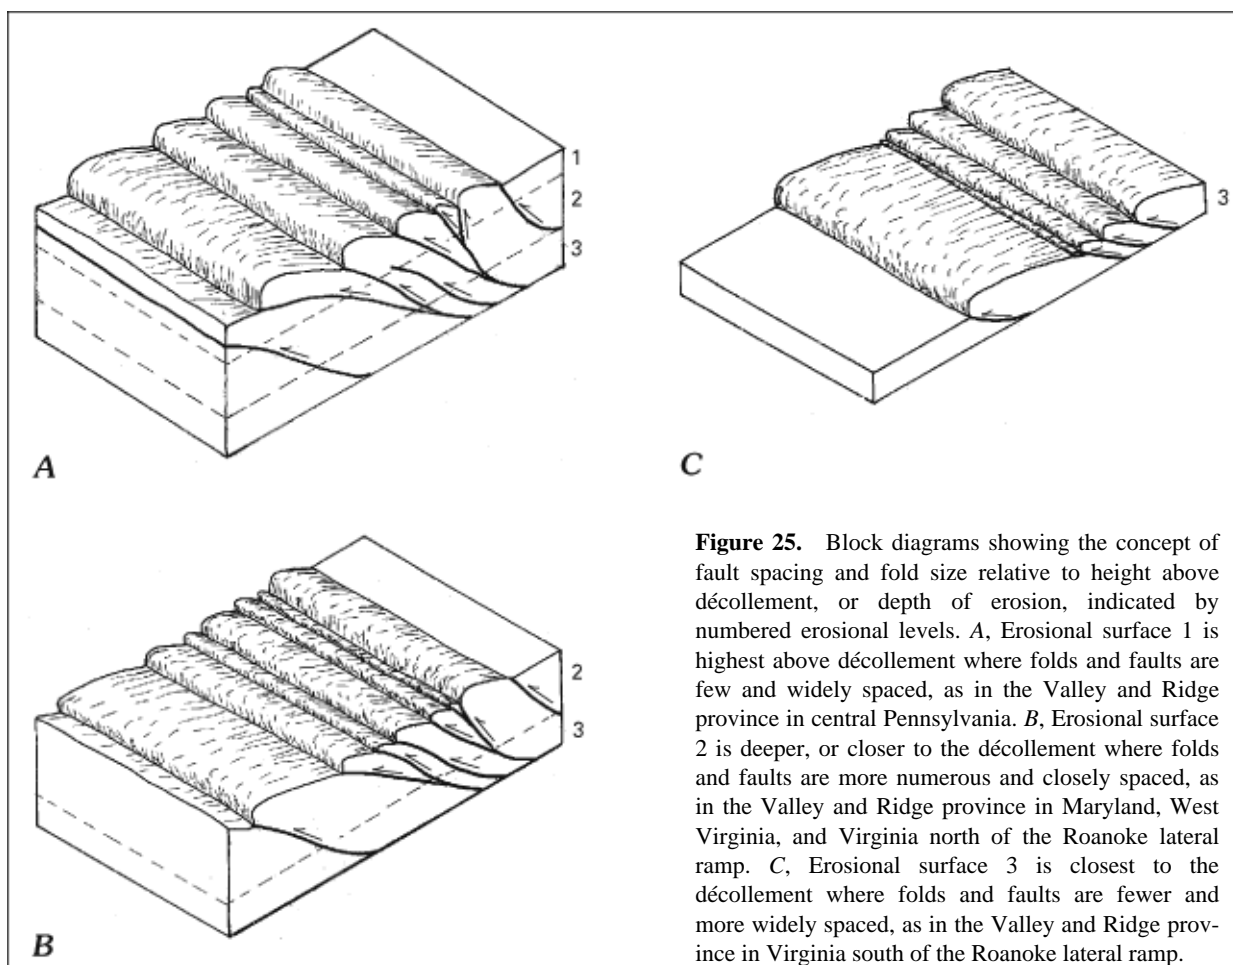 1
2
3
A
3
C
2
3
B
Figure 25. Block diagrams showing the concept of
fault spacing and fold size relative to height above
décollement, or depth of erosion, indicated by
numbered erosional levels. A, Erosional surface 1 is
highest above décollement where folds and faults are
few and widely spaced, as in the Valley and Ridge
province in central Pennsylvania. B, Erosional surface
2 is deeper, or closer to the décollement where folds
and faults are more numerous and closely spaced, as
in the Valley and Ridge province in Maryland, West
Virginia, and Virginia north of the Roanoke lateral
ramp. C, Erosional surface 3 is closest to the
décollement where folds and faults are fewer and
more widely spaced, as in the Valley and Ridge prov-
ince in Virginia south of the Roanoke lateral ramp.